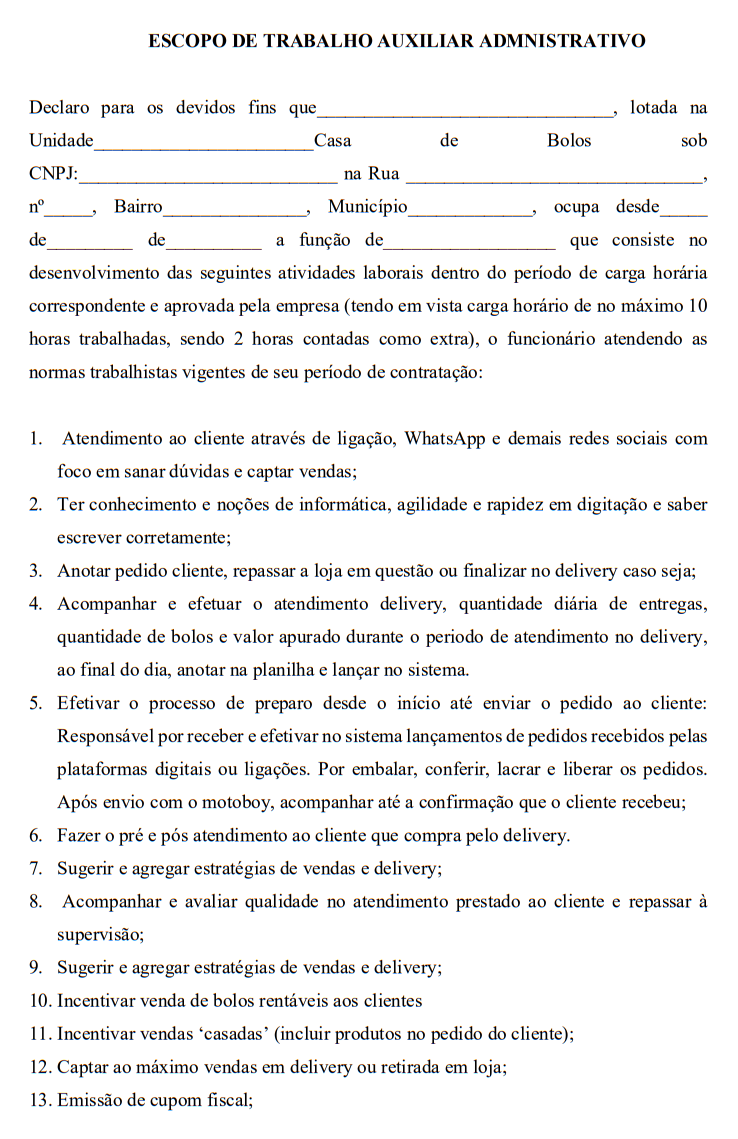 ESCOPO DE TRABALHO AUXILIAR ADMNISTRATIVO
Declaro para os devidos fins que______________________________, lotada na
Unidade_______________________Casa de Bolos sob
CNPJ:___________________________ na Rua _______________________________,
nº_____, Bairro_______________, Município_____________, ocupa desde_____
de_________ de__________ a função de__________________ que consiste no
desenvolvimento das seguintes atividades laborais dentro do período de carga horária
correspondente e aprovada pela empresa (tendo em vista carga horário de no máximo 10
horas trabalhadas, sendo 2 horas contadas como extra), o funcionário atendendo as
normas trabalhistas vigentes de seu período de contratação:
1. Atendimento ao cliente através de ligação, WhatsApp e demais redes sociais com
foco em sanar dúvidas e captar vendas;
2. Ter conhecimento e noções de informática, agilidade e rapidez em digitação e saber
escrever corretamente;
3. Anotar pedido cliente, repassar a loja em questão ou finalizar no delivery caso seja;
4. Acompanhar e efetuar o atendimento delivery, quantidade diária de entregas,
quantidade de bolos e valor apurado durante o periodo de atendimento no delivery,
ao final do dia, anotar na planilha e lançar no sistema.
5. Efetivar o processo de preparo desde o início até enviar o pedido ao cliente:
Responsável por receber e efetivar no sistema lançamentos de pedidos recebidos pelas
plataformas digitais ou ligações. Por embalar, conferir, lacrar e liberar os pedidos.
Após envio com o motoboy, acompanhar até a confirmação que o cliente recebeu;
6. Fazer o pré e pós atendimento ao cliente que compra pelo delivery.
7. Sugerir e agregar estratégias de vendas e delivery;
8. Acompanhar e avaliar qualidade no atendimento prestado ao cliente e repassar à
supervisão;
9. Sugerir e agregar estratégias de vendas e delivery;
10. Incentivar venda de bolos rentáveis aos clientes
11. Incentivar vendas ‘casadas’ (incluir produtos no pedido do cliente);
12. Captar ao máximo vendas em delivery ou retirada em loja;
13. Emissão de cupom fiscal;